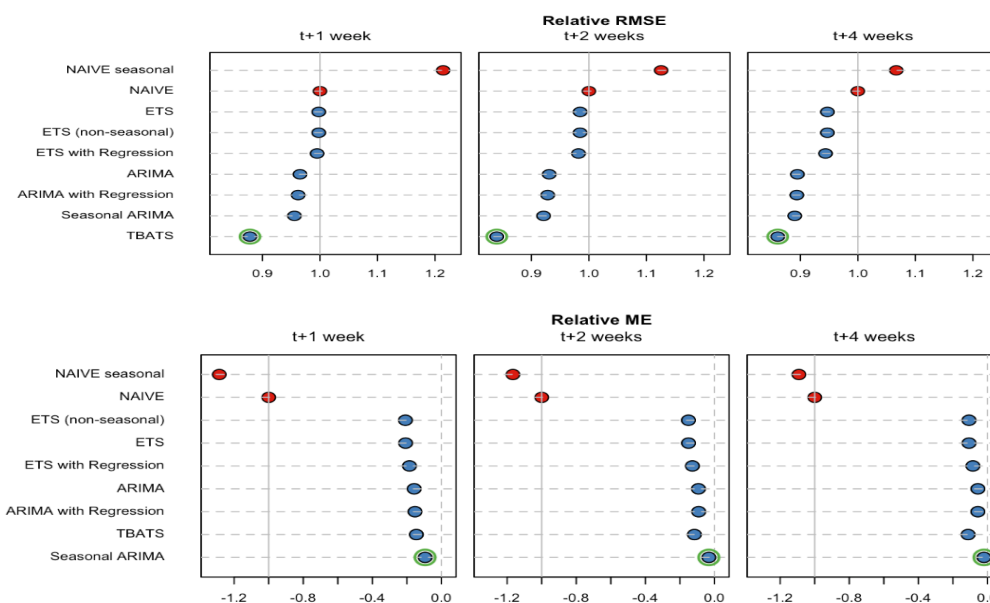 Relative RMSE
t+1 week t+2 weeks t+4 weeks
NAIVE seasonal
NAIVE
ETS
ETS (non-seasonal)
ETS with Regression
ARIMA
ARIMA with Regression
Seasonal ARIMA
TBATS
0.9 1.0 1.1 1.2 0.9 1.0 1.1 1.2 0.9 1.0 1.1 1.2
Relative ME
t+1 week t+2 weeks t+4 weeks
NAIVE seasonal
NAIVE
ETS (non-seasonal)
ETS
ETS with Regression
ARIMA
ARIMA with Regression
TBATS
Seasonal ARIMA
-1.2 -0.8 -0.4 0.0 -1.2 -0.8 -0.4 0.0 -1.2 -0.8 -0.4 0.0